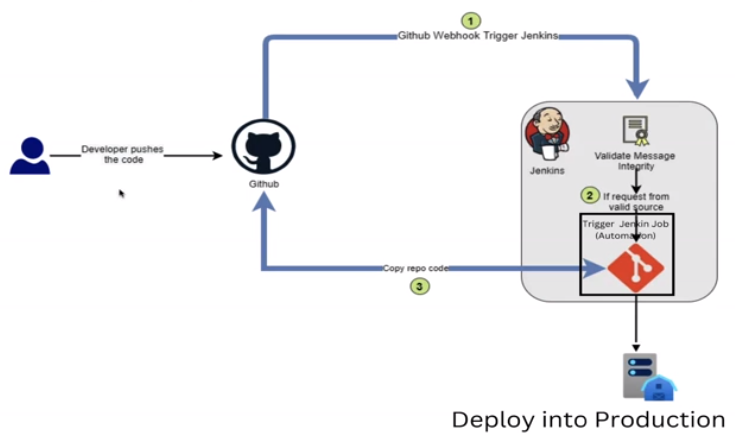 1
Github Webhook Trigger Jenkins
Developer pushes
the code
Github
Jenkins
Validate Message
Integrity
2
If request from
valid source
Trigger Jenkin Job
(Automation)
Copy repo code
3
Deploy into Production